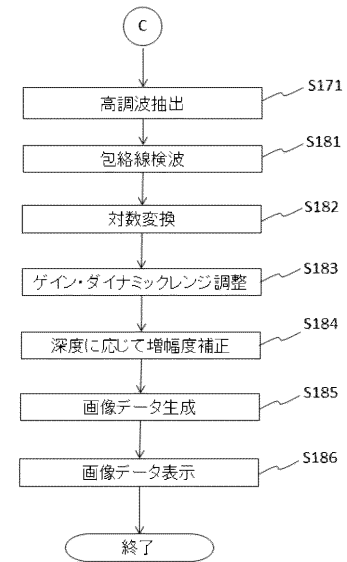 C
S171
高調波抽出
S181
包絡線検波
S182
対数変換
S183
ゲイン・ダイナミックレンジ調整
S184
深度に応じて増幅度補正
S185
画像データ生成
S186
画像データ表示
終了